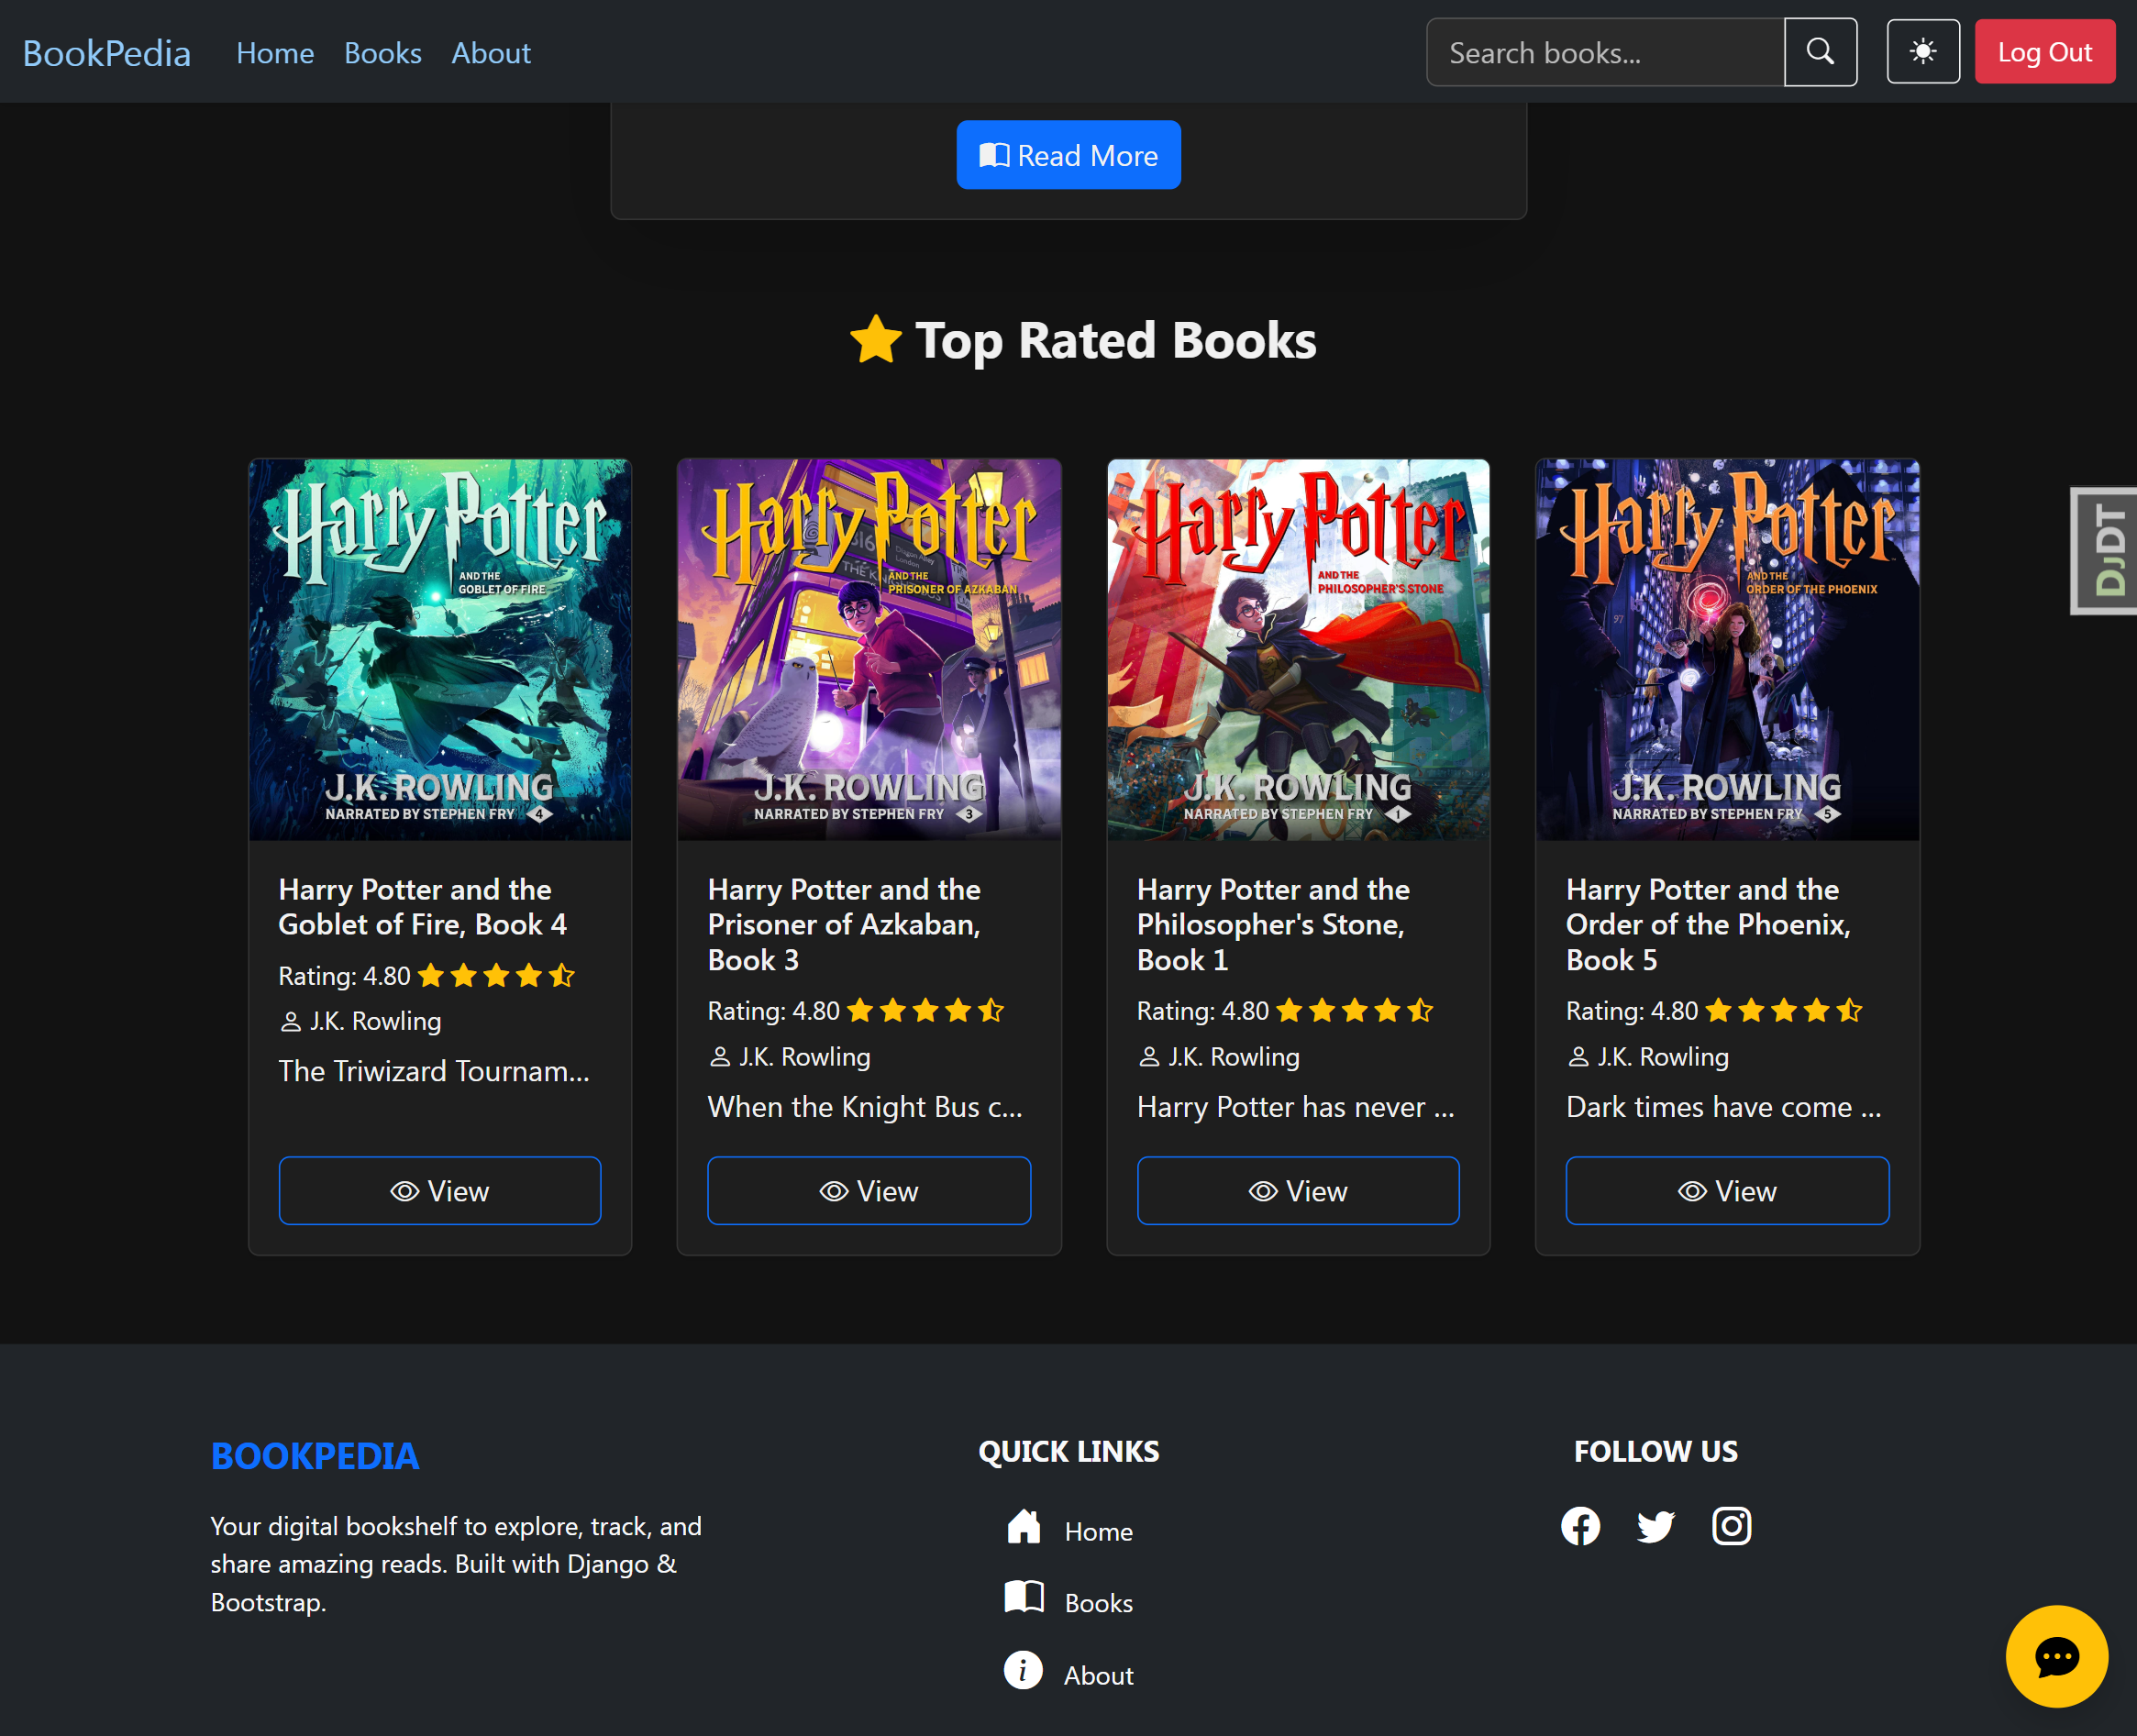 BookPedia Home Books About Search books... Log Out
Read More
Top Rated Books
Harry Potter
AND THE
GOBLET OF FIRE
J.K. ROWLING
NARRATED BY STEPHEN FRY 4
Harry Potter and the
Goblet of Fire, Book 4
Rating: 4.80
J.K. Rowling
The Triwizard Tournam...
View
Harry Potter
AND THE
PRISONER OF AZKABAN
J.K. ROWLING
NARRATED BY STEPHEN FRY 3
Harry Potter and the
Prisoner of Azkaban,
Book 3
Rating: 4.80
J.K. Rowling
When the Knight Bus c...
View
Harry Potter
AND THE
PHILOSOPHER'S STONE
J.K. ROWLING
NARRATED BY STEPHEN FRY 1
Harry Potter and the
Philosopher's Stone,
Book 1
Rating: 4.80
J.K. Rowling
Harry Potter has never ...
View
Harry Potter
AND THE
ORDER OF THE PHOENIX
97
J.K. ROWLING
NARRATED BY STEPHEN FRY 5
Harry Potter and the
Order of the Phoenix,
Book 5
Rating: 4.80
J.K. Rowling
Dark times have come ...
View
DJDT
BOOKPEDIA
Your digital bookshelf to explore, track, and
share amazing reads. Built with Django &
Bootstrap.
QUICK LINKS
Home
Books
About
FOLLOW US